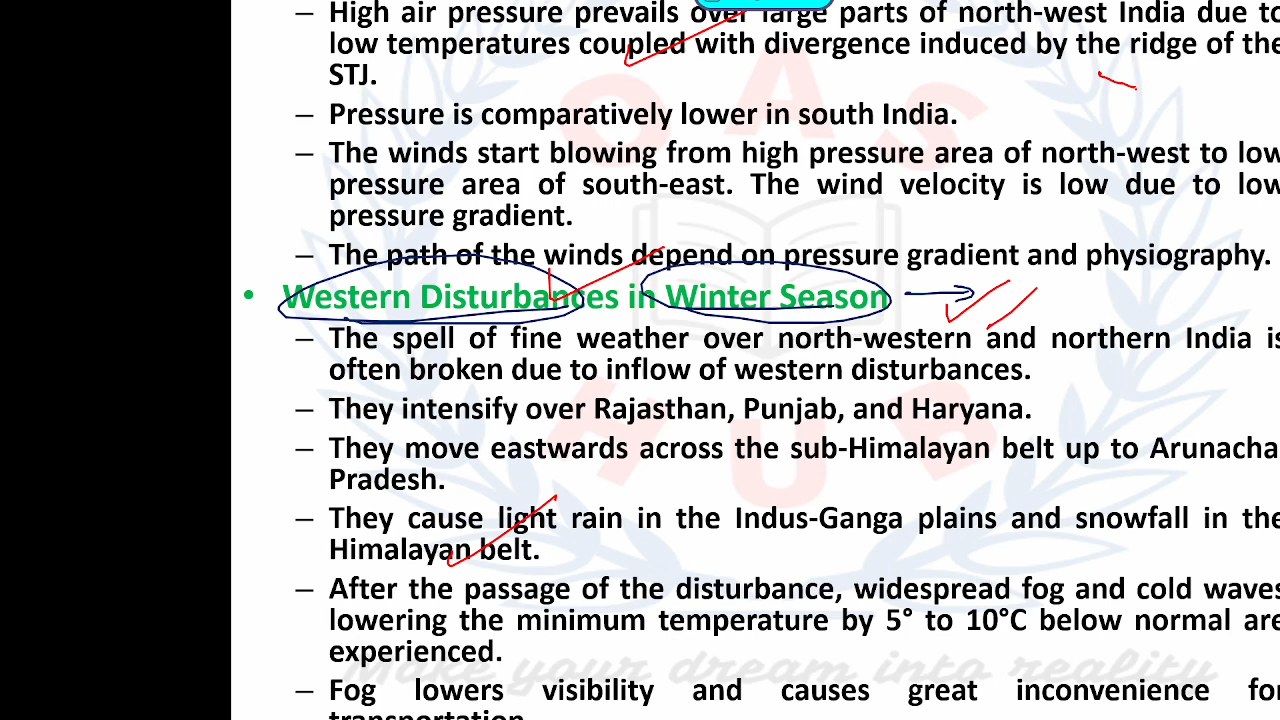 – High air pressure prevails over large parts of north-west India due to
low temperatures coupled with divergence induced by the ridge of the
STJ.
– Pressure is comparatively lower in south India.
– The winds start blowing from high pressure area of north-west to low
pressure area of south-east. The wind velocity is low due to low
pressure gradient.
– The path of the winds depend on pressure gradient and physiography.
• Western Disturbances in Winter Season
– The spell of fine weather over north-western and northern India is
often broken due to inflow of western disturbances.
– They intensify over Rajasthan, Punjab, and Haryana.
– They move eastwards across the sub-Himalayan belt up to Arunacha
Pradesh.
– They cause light rain in the Indus-Ganga plains and snowfall in the
Himalayan belt.
– After the passage of the disturbance, widespread fog and cold waves
lowering the minimum temperature by 5° to 10°C below normal are
experienced.
– Fog lowers visibility and causes great inconvenience for
transportation.
OAS
HUB
make your dream into reality